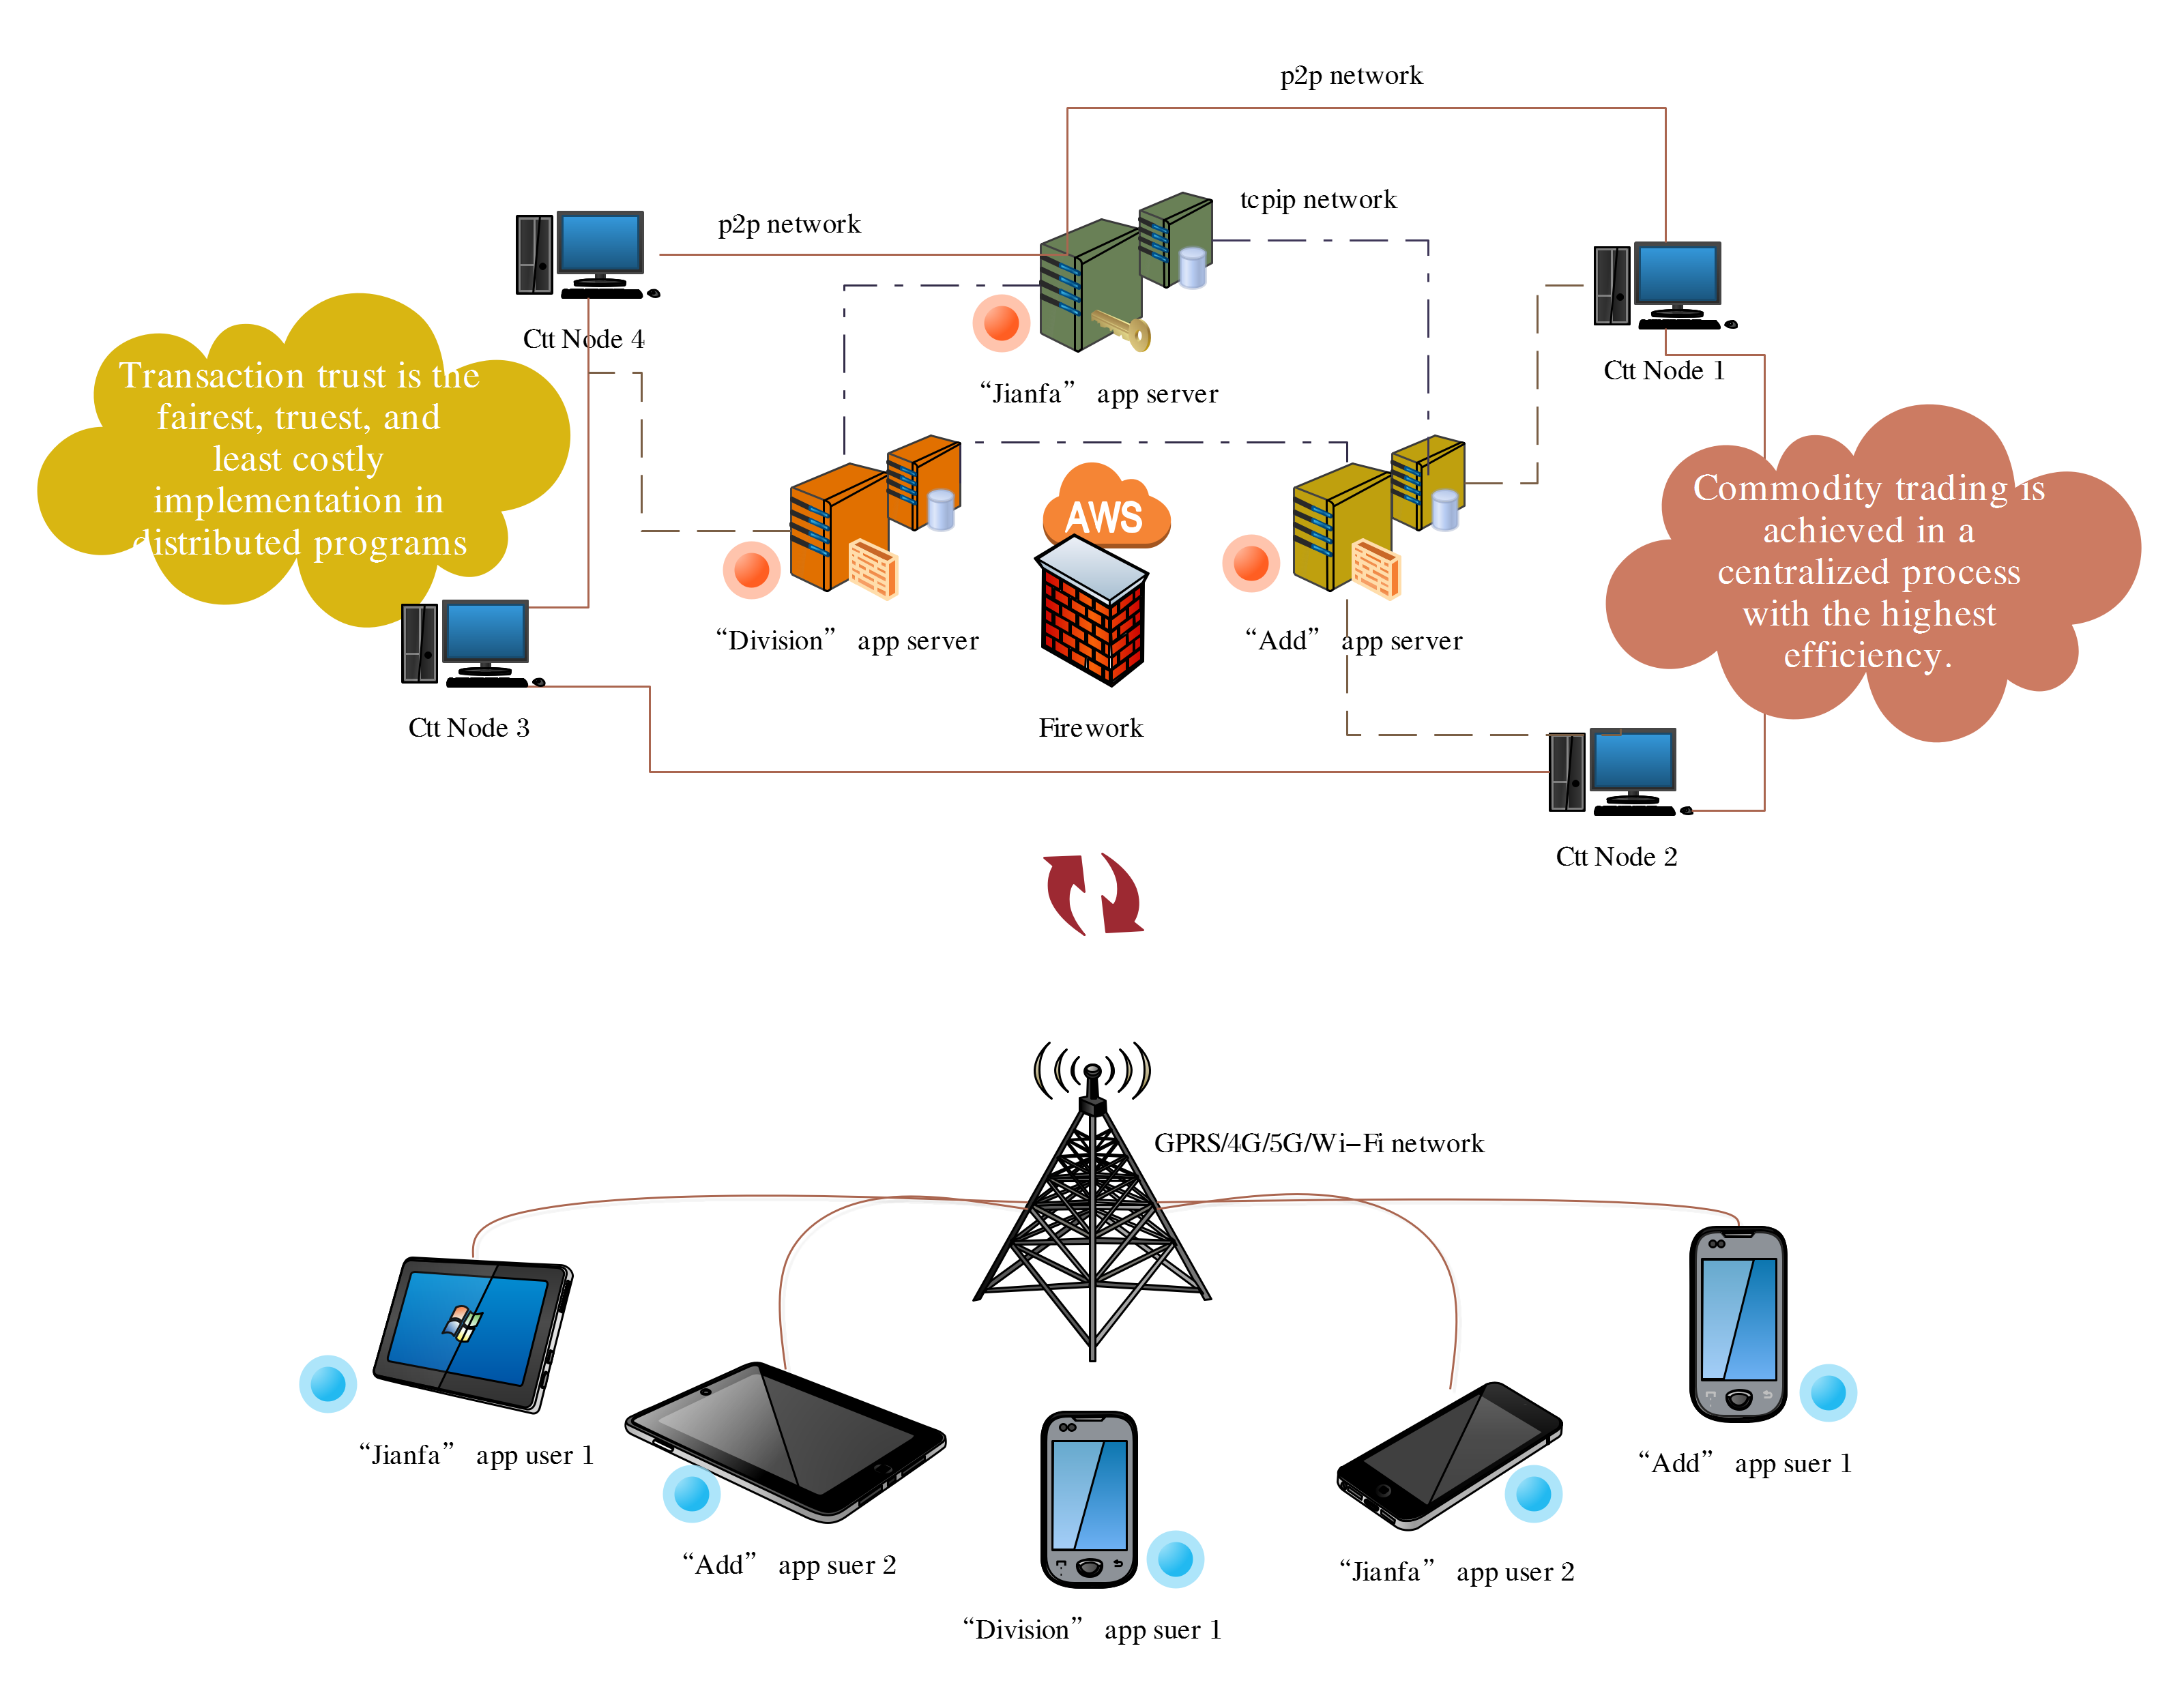 p2p network
p2p network
tcpip network
Ctt Node 4
Ctt Node 1
“Jianfa” app server
Transaction trust is the
fairest, truest, and
least costly
implementation in
distributed programs
AWS
Commodity trading is
achieved in a
centralized process
with the highest
efficiency.
“Division” app server
“Add” app server
Ctt Node 3
Firework
Ctt Node 2
GPRS/4G/5G/Wi-Fi network
“Jianfa” app user 1
“Add” app suer 1
“Add” app suer 2
“Jianfa” app user 2
“Division” app suer 1